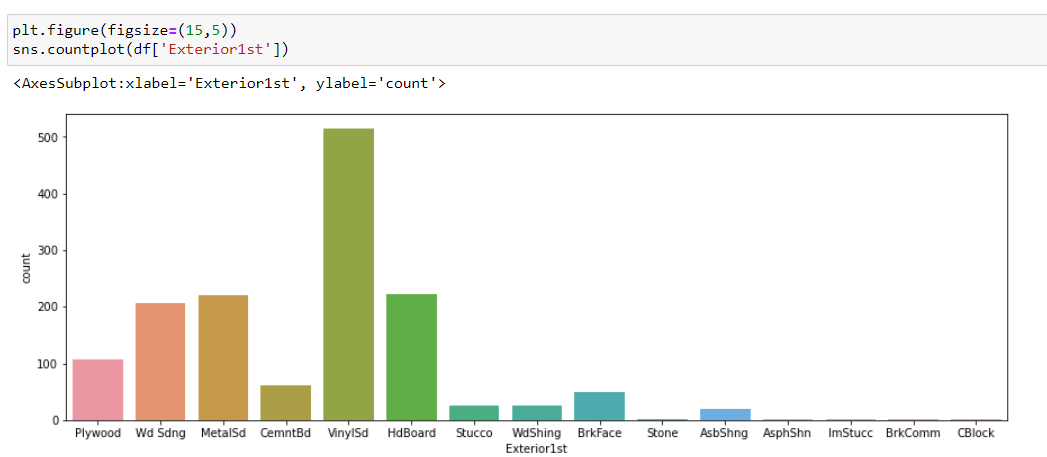 plt.figure(figsize=(15,5))
sns.countplot(df['Exterior1st'])
<AxesSubplot:xlabel='Exterior1st', ylabel='count'>
500
400
300
200
100
0
count
Plywood Wd Sdng MetalSd CemntBd VinylSd HdBoard Stucco WdShing BrkFace Stone AsbShng AsphShn ImStucc BrkComm CBlock
Exterior1st